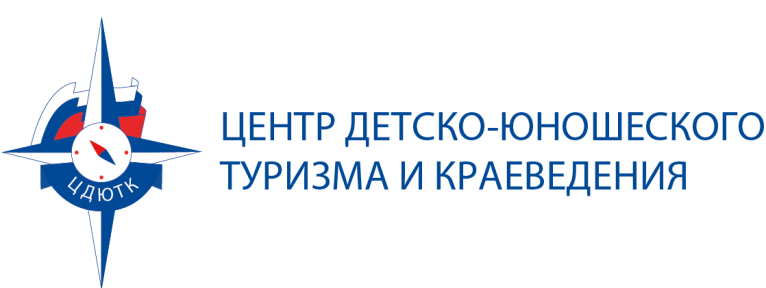 ЦДЮТК
ЦЕНТР ДЕТСКО-ЮНОШЕСКОГО
ТУРИЗМА И КРАЕВЕДЕНИЯ